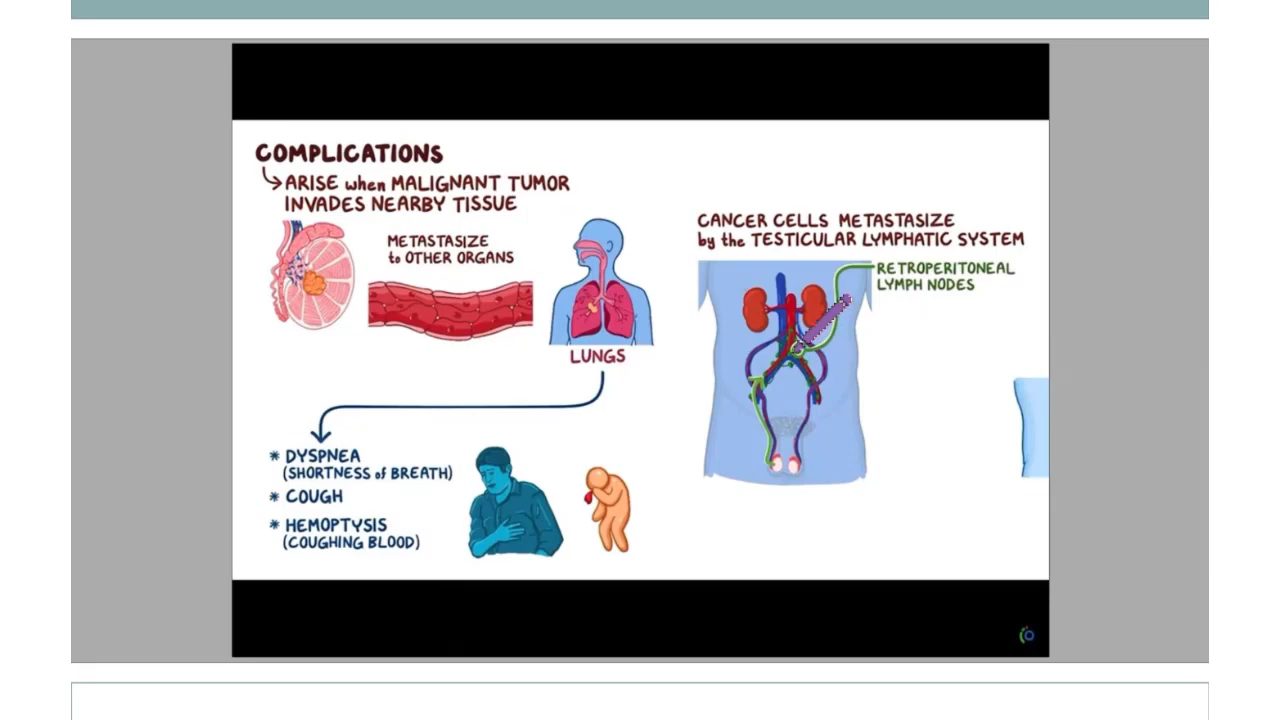 COMPLICATIONS
ARISE when MALIGNANT TUMOR
INVADES NEARBY TISSUE
METASTASIZE
to OTHER ORGANS
LUNGS
* DYSPNEA
(SHORTNESS of BREATH)
* COUGH
* HEMOPTYSIS
(COUGHING BLOOD)
CANCER CELLS METASTASIZE
by the TESTICULAR LYMPHATIC SYSTEM
RETROPERITONEAL
LYMPH NODES